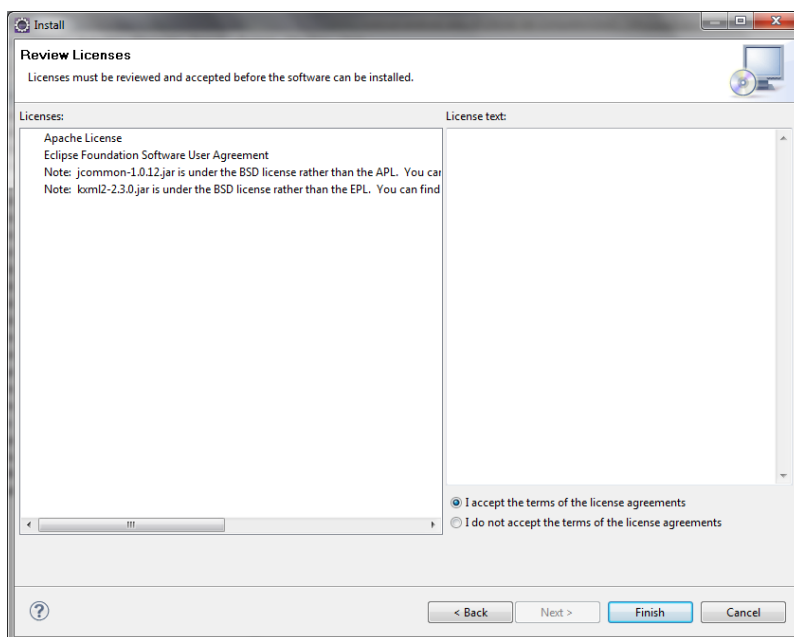 Install
Review Licenses
Licenses must be reviewed and accepted before the software can be installed.
Licenses:
License text:
Apache License
Eclipse Foundation Software User Agreement
Note: jcommon-1.0.12.jar is under the BSD license rather than the APL. You can
Note: kxml2-2.3.0.jar is under the BSD license rather than the EPL. You can find
I accept the terms of the license agreements
I do not accept the terms of the license agreements
< Back
Next >
Finish
Cancel